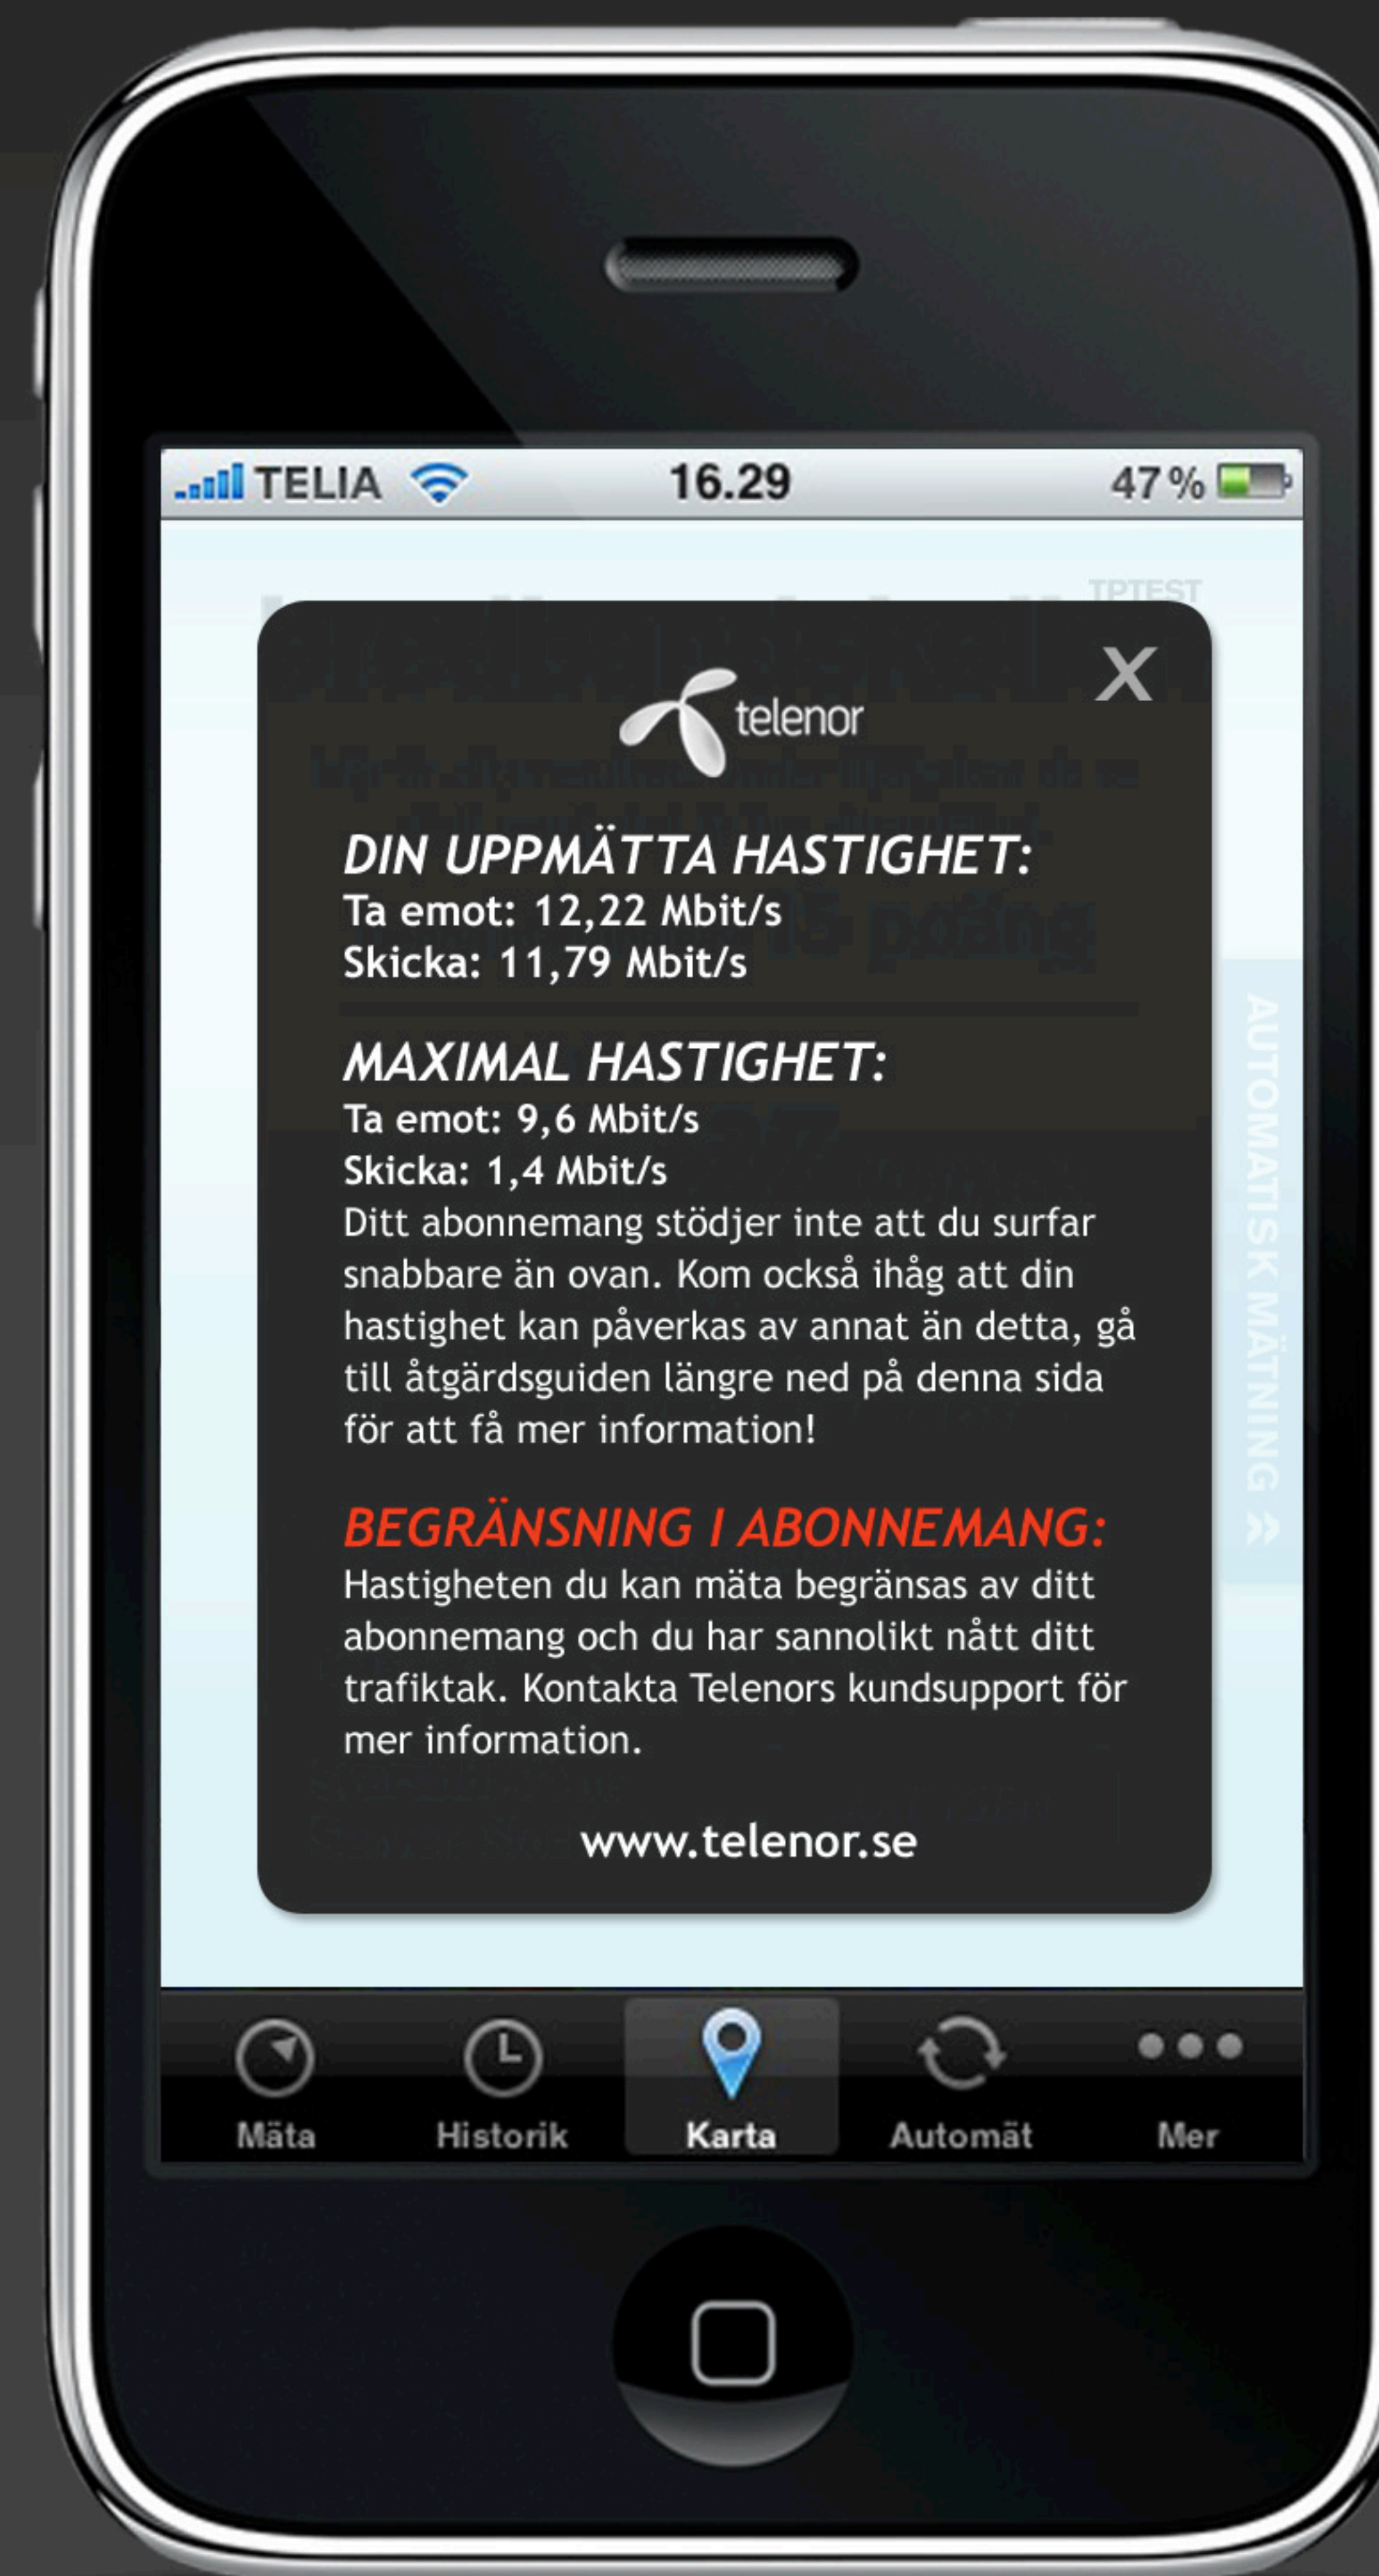 TELIA
16.29
47 %
TPTEST
X
telenor
DIN UPPMÄTTA HASTIGHET:
Ta emot: 12,22 Mbit/s
Skicka: 11,79 Mbit/s
15 poäng
MAXIMAL HASTIGHET:
Ta emot: 9,6 Mbit/s
Skicka: 1,4 Mbit/s
Ditt abonnemang stödjer inte att du surfar
snabbare än ovan. Kom också ihåg att din
hastighet kan påverkas av annat än detta, gå
till åtgärdsguiden längre ned på denna sida
för att få mer information!
BEGRÄNSNING I ABONNEMANG:
Hastigheten du kan mäta begränsas av ditt
abonnemang och du har sannolikt nått ditt
trafiktak. Kontakta Telenors kundsupport för
mer information.
www.telenor.se
AUTOMATISK MÄTNING
Mäta
Historik
Karta
Automät
Mer